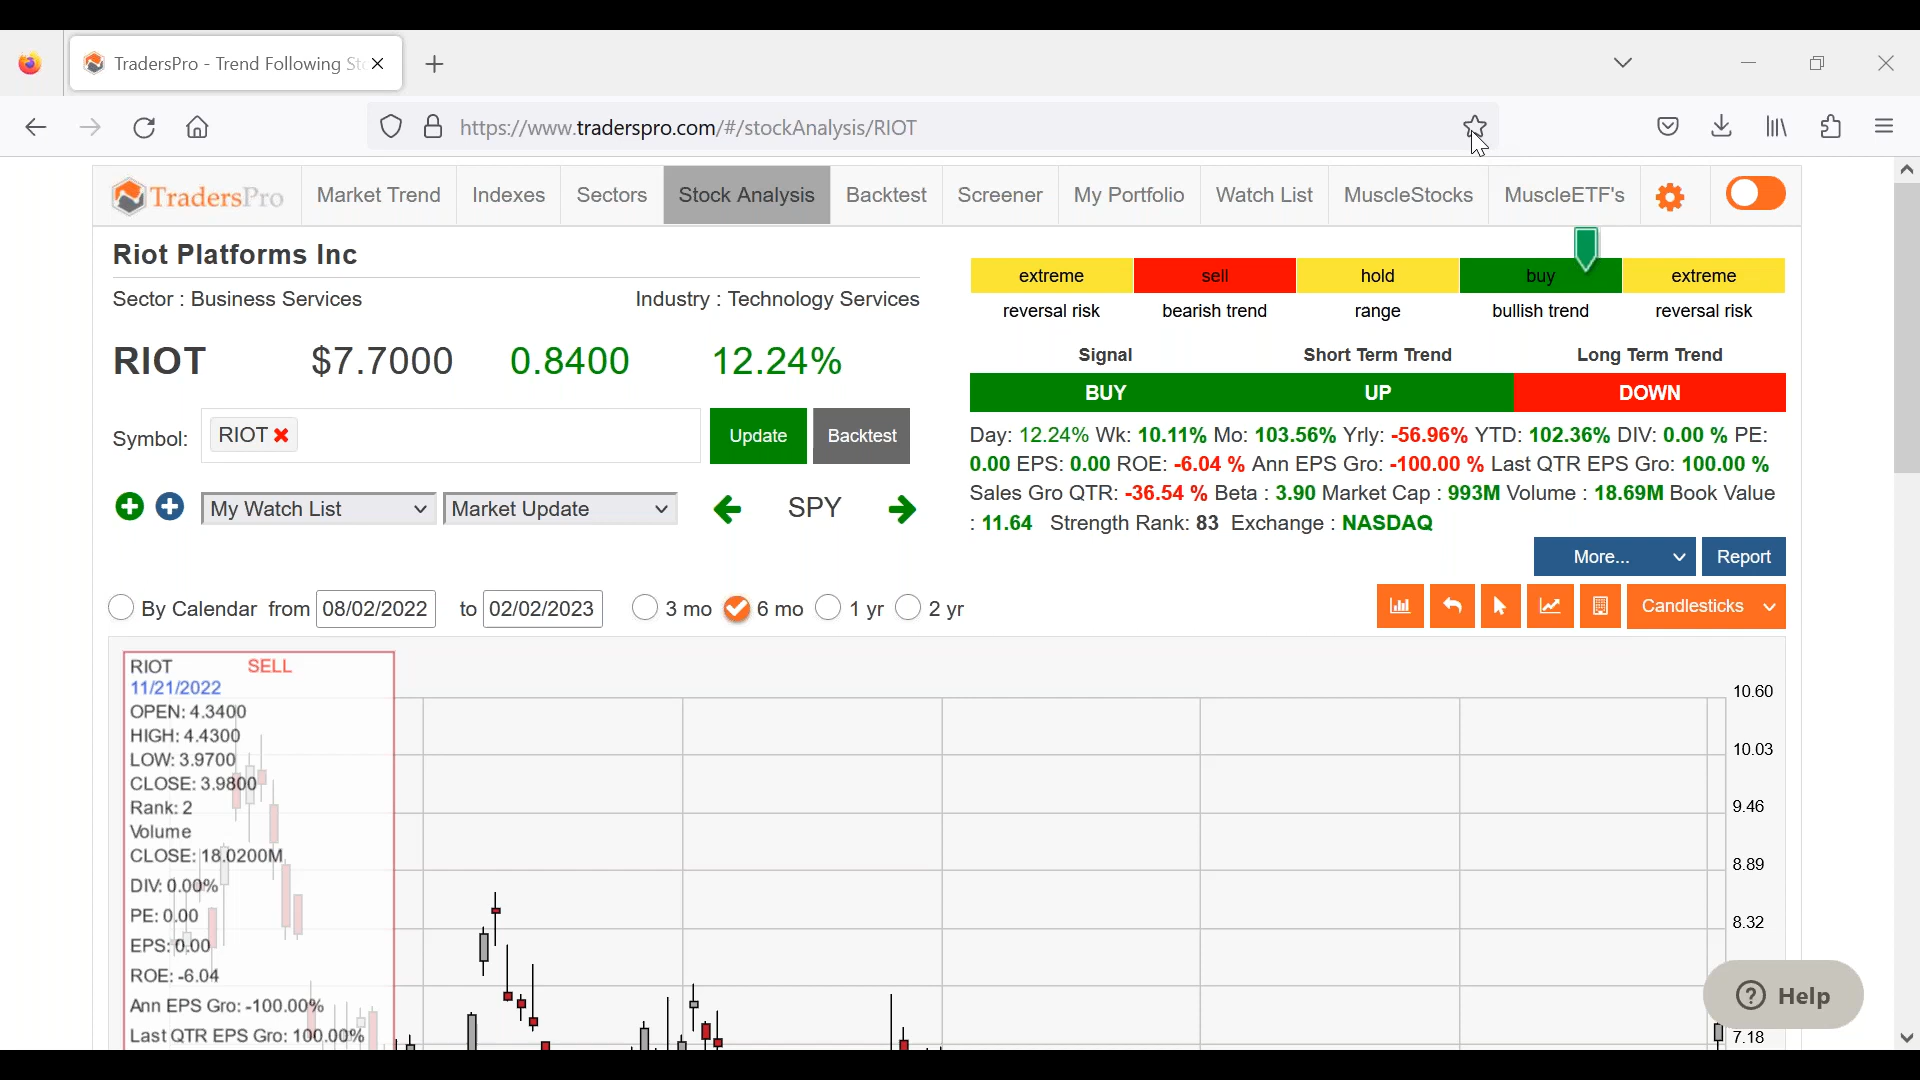 TradersPro - Trend Following St
https://www.traderspro.com/#/stockAnalysis/RIOT
TradersPro Market Trend Indexes Sectors Stock Analysis Backtest Screener My Portfolio Watch List MuscleStocks MuscleETF's
Riot Platforms Inc
Sector : Business Services Industry : Technology Services
RIOT $7.7000 0.8400 12.24%
Symbol: RIOT Update Backtest
My Watch List Market Update SPY
extreme sell hold buy extreme
reversal risk bearish trend range bullish trend reversal risk
Signal Short Term Trend Long Term Trend
BUY UP DOWN
Day: 12.24% Wk: 10.11% Mo: 103.56% Yrly: -56.96% YTD: 102.36% DIV: 0.00 % PE:
0.00 EPS: 0.00 ROE: -6.04 % Ann EPS Gro: -100.00 % Last QTR EPS Gro: 100.00 %
Sales Gro QTR: -36.54 % Beta : 3.90 Market Cap : 993M Volume : 18.69M Book Value
: 11.64 Strength Rank: 83 Exchange : NASDAQ
More... Report
By Calendar from 08/02/2022 to 02/02/2023 3 mo 6 mo 1 yr 2 yr
Candlesticks
RIOT SELL
11/21/2022
OPEN: 4.3400
HIGH: 4.4300
LOW: 3.9700
CLOSE: 3.9800
Rank: 2
Volume
CLOSE: 18.0200M
DIV: 0.00%
PE: 0.00
EPS: 0.00
ROE: -6.04
Ann EPS Gro: -100.00%
Last QTR EPS Gro: 100.00%
10.60
10.03
9.46
8.89
8.32
7.18
Help